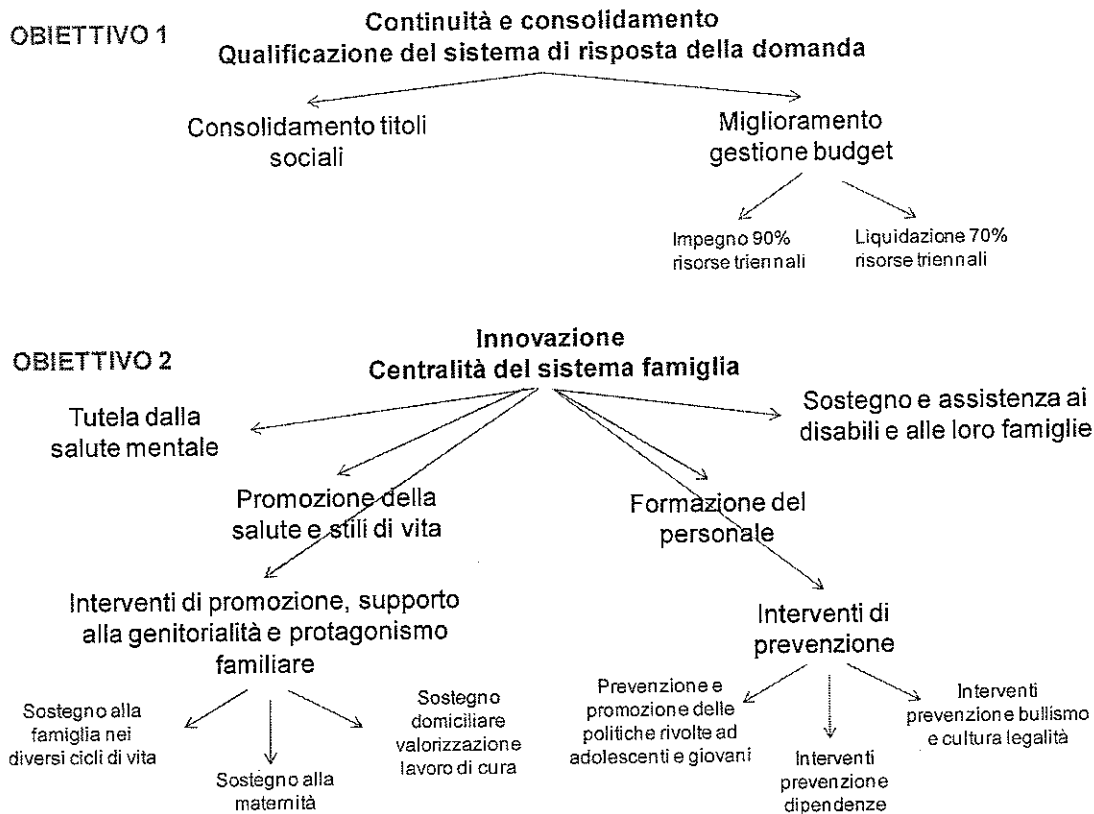 OBIETTIVO 1
Continuità e consolidamento
Qualificazione del sistema di risposta della domanda
Consolidamento titoli
sociali
Miglioramento
gestione budget
Impegno 90%
risorse triennali
Liquidazione 70%
risorse triennali
OBIETTIVO 2
Innovazione
Centralità del sistema famiglia
Tutela dalla
salute mentale
Sostegno e assistenza ai
disabili e alle loro famiglie
Promozione della
salute e stili di vita
Formazione del
personale
Interventi di promozione, supporto
alla genitorialità e protagonismo
familiare
Interventi di
prevenzione
Sostegno alla
famiglia nei
diversi cicli di vita
Sostegno alla
maternità
Sostegno
domiciliare
valorizzazione
lavoro di cura
Prevenzione e
promozione delle
politiche rivolte ad
adolescenti e giovani
Interventi
prevenzione
dipendenze
Interventi
prevenzione bullismo
e cultura legalità